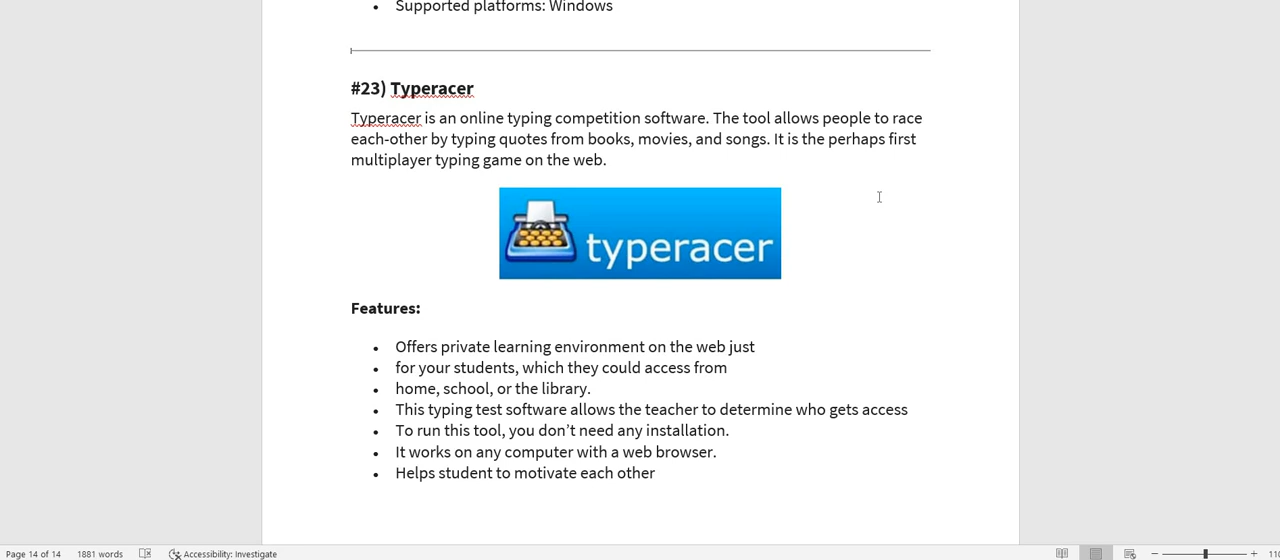 Supported platforms: Windows
#23) Typeracer
Typeracer is an online typing competition software. The tool allows people to race
each-other by typing quotes from books, movies, and songs. It is the perhaps first
multiplayer typing game on the web.
typeracer
Features:
• Offers private learning environment on the web just
• for your students, which they could access from
• home, school, or the library.
• This typing test software allows the teacher to determine who gets access
• To run this tool, you don’t need any installation.
• It works on any computer with a web browser.
• Helps student to motivate each other
Page 14 of 14 1881 words Accessibility: Investigate 110